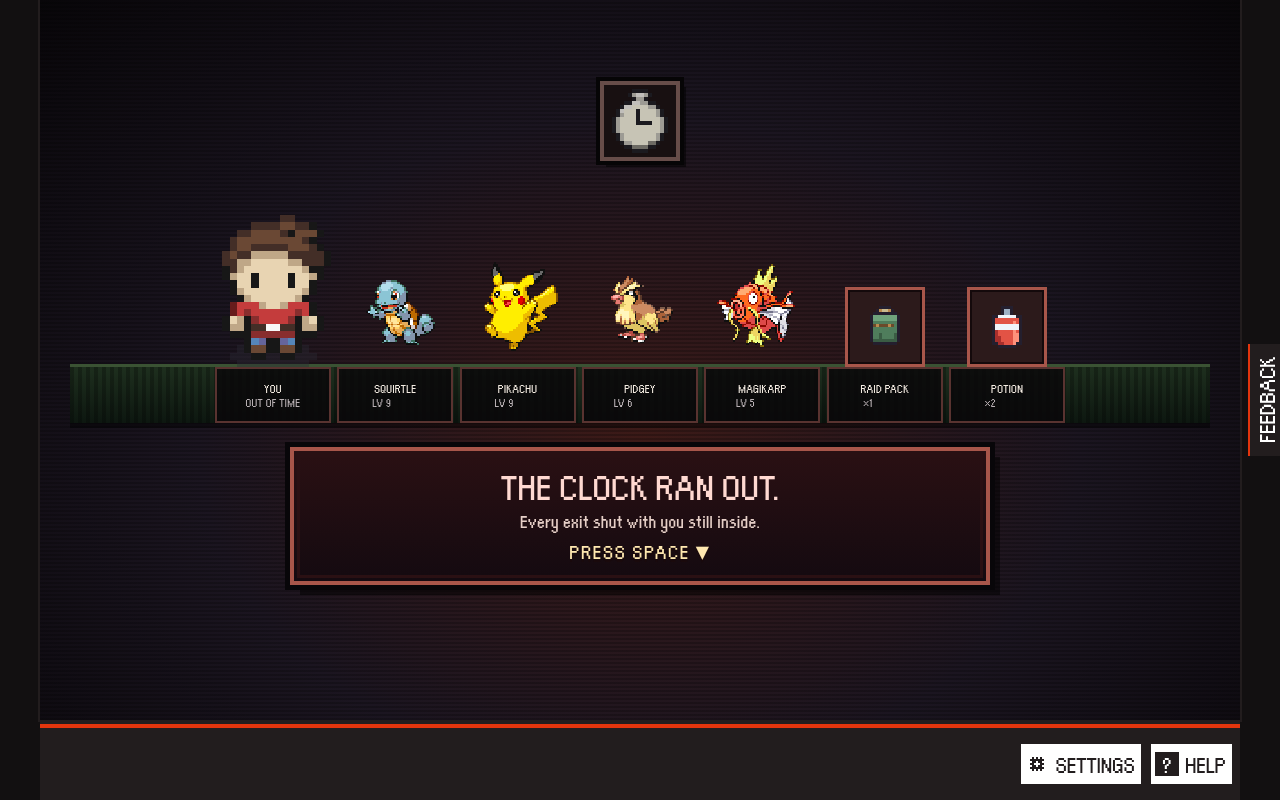 YOU
OUT OF TIME
SQUIRTLE
LV 9
PIKACHU
LV 9
PIDGEY
LV 6
MAGIKARP
LV 5
RAID PACK
×1
POTION
×2
THE CLOCK RAN OUT.
Every exit shut with you still inside.
PRESS SPACE ▼
FEEDBACK
SETTINGS
? HELP